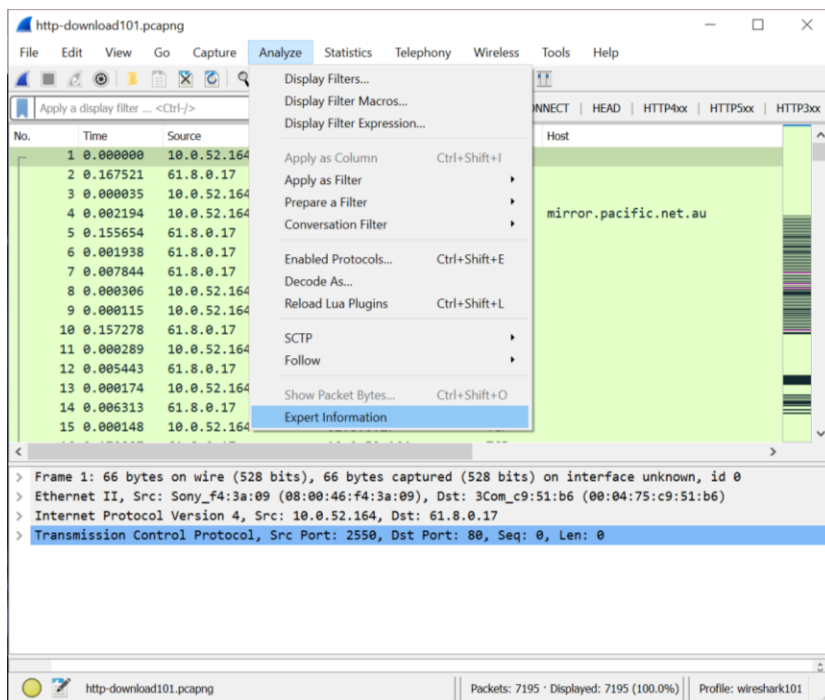 http-download101.pcapng
File Edit View Go Capture Analyze Statistics Telephony Wireless Tools Help
Apply a display filter ... <Ctrl-/>
NNECT | HEAD | HTTP4xx | HTTP5xx | HTTP3xx
Display Filters...
Display Filter Macros...
Display Filter Expression...
Apply as Column Ctrl+Shift+I
Apply as Filter
Prepare a Filter
Conversation Filter
Enabled Protocols... Ctrl+Shift+E
Decode As...
Reload Lua Plugins Ctrl+Shift+L
SCTP
Follow
Show Packet Bytes... Ctrl+Shift+O
Expert Information
No. Time Source Host
1 0.000000 10.0.52.164
2 0.167521 61.8.0.17
3 0.000035 10.0.52.164
4 0.002194 10.0.52.164 mirror.pacific.net.au
5 0.155654 61.8.0.17
6 0.001938 61.8.0.17
7 0.007844 61.8.0.17
8 0.000306 10.0.52.164
9 0.000115 10.0.52.164
10 0.157278 61.8.0.17
11 0.000289 10.0.52.164
12 0.005443 61.8.0.17
13 0.000174 10.0.52.164
14 0.006313 61.8.0.17
15 0.000148 10.0.52.164
Frame 1: 66 bytes on wire (528 bits), 66 bytes captured (528 bits) on interface unknown, id 0
Ethernet II, Src: Sony_f4:3a:09 (08:00:46:f4:3a:09), Dst: 3Com_c9:51:b6 (00:04:75:c9:51:b6)
Internet Protocol Version 4, Src: 10.0.52.164, Dst: 61.8.0.17
Transmission Control Protocol, Src Port: 2550, Dst Port: 80, Seq: 0, Len: 0
http-download101.pcapng
Packets: 7195 · Displayed: 7195 (100.0%)
Profile: wireshark101